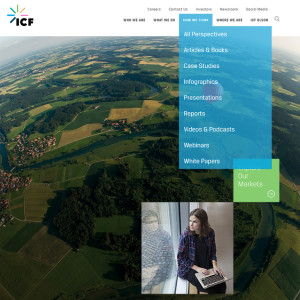 Careers Contact Us Investors Newsroom Social Media
ICF
WHO WE ARE WHAT WE DO HOW WE THINK WHERE WE ARE ICF BLOGS
All Perspectives
Articles & Books
Case Studies
Infographics
Presentations
Reports
Videos & Podcasts
Webinars
White Papers
Our
Markets